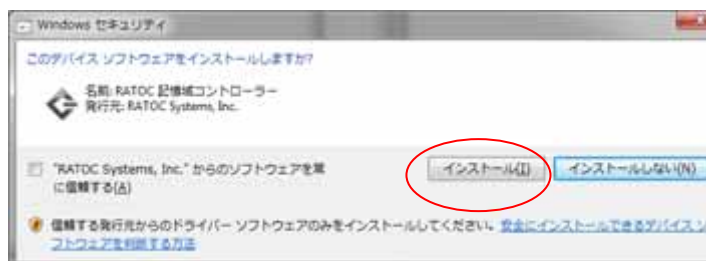 Windows セキュリティ
このデバイス ソフトウェアをインストールしますか?
名前: RATOC 記憶域コントローラー
発行元: RATOC Systems, Inc.
"RATOC Systems, Inc." からのソフトウェアを常
に信頼する(A)
インストール(I)
インストールしない(N)
信頼する発行元からのドライバー ソフトウェアのみをインストールしてください。安全にインストールできるデバイス ソ
フトウェアを判断する方法